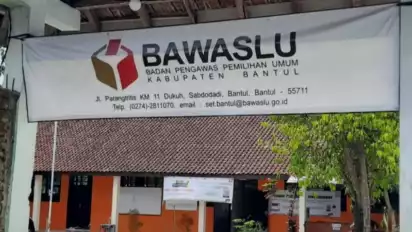 BAWASLU
BADAN PENGAWAS PEMILIHAN UMUM
KABUPATEN BANTUL
Jl. Parangtritis KM 11 Dukuh, Sabdodadi, Bantul. Bantul - 55711
Telp. (0274)-2811070, email : set.bantul@bawaslu.go.id